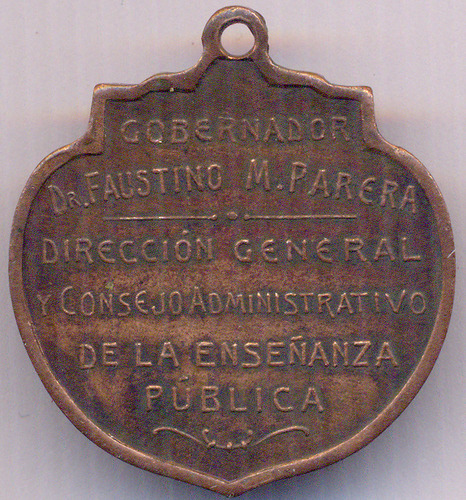 GOBERNADOR
DR. FAUSTINO M. PARERA
DIRECCIÓN GENERAL
Y CONSEJO ADMINISTRATIVO
DE LA ENSEÑANZA
PÚBLICA